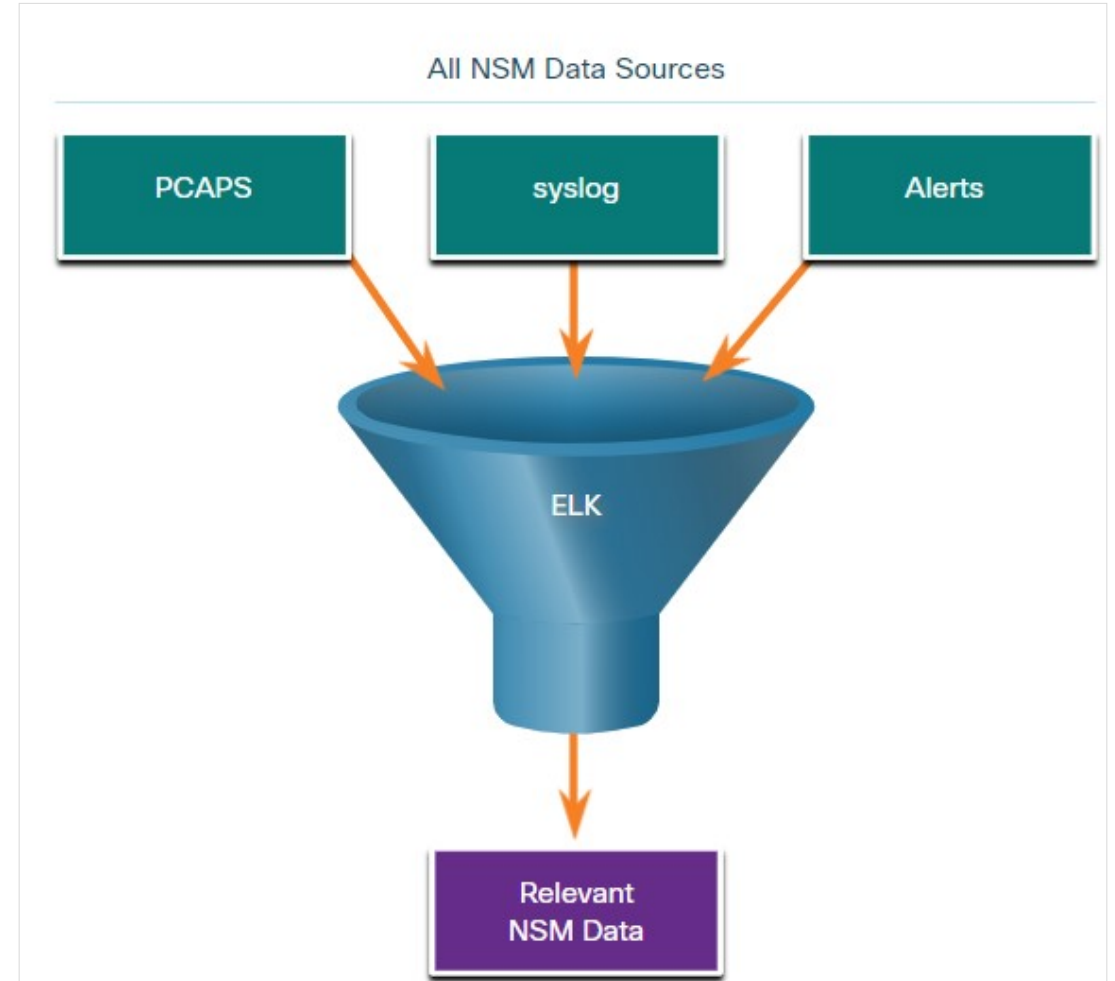 All NSM Data Sources
PCAPS
syslog
Alerts
ELK
Relevant
NSM Data